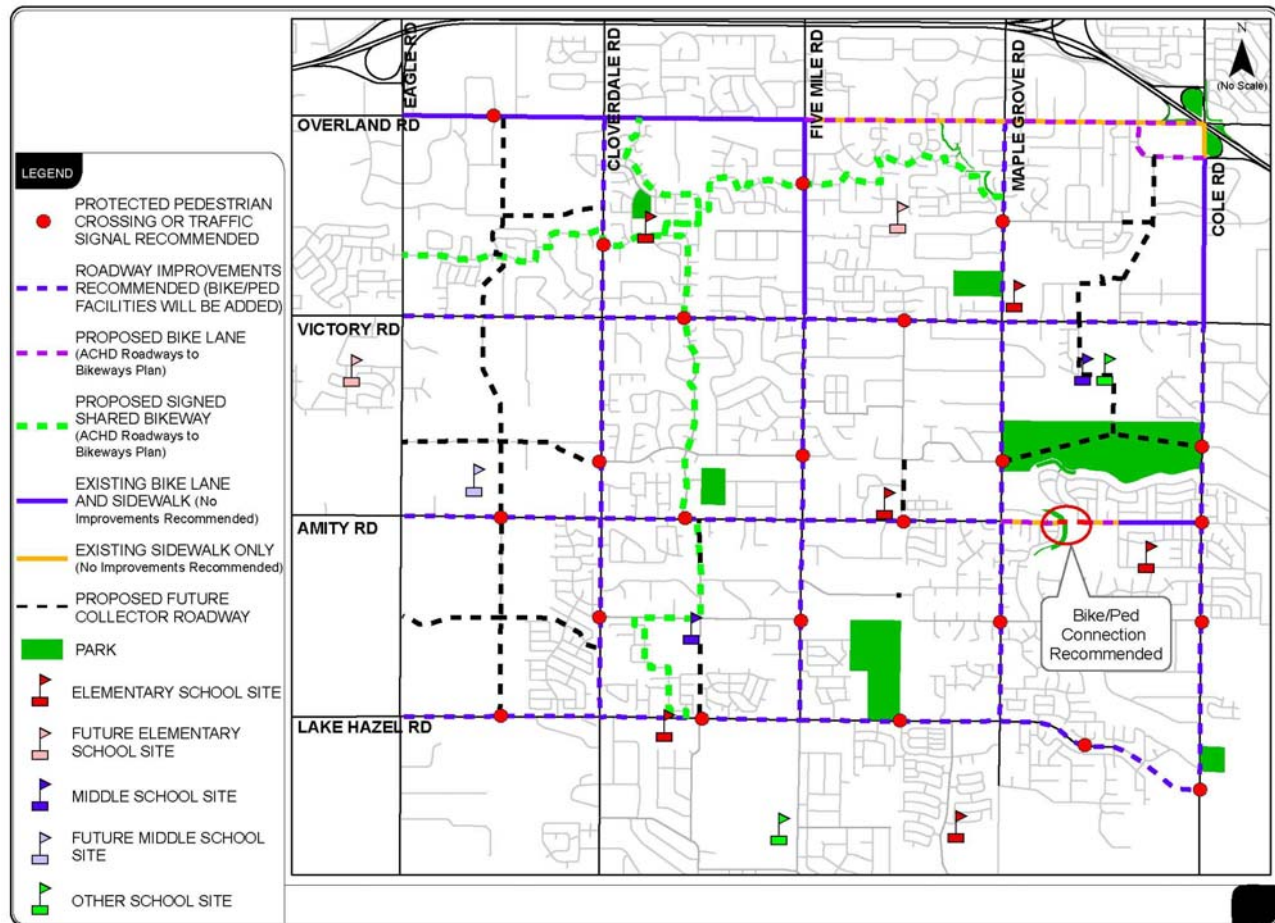 EAGLE RD
CLOVERDALE RD
FIVE MILE RD
MAPLE GROVE RD
COLE RD
N
(No Scale)
OVERLAND RD
VICTORY RD
AMITY RD
LAKE HAZEL RD
Bike/Ped
Connection
Recommended
LEGEND
PROTECTED PEDESTRIAN
CROSSING OR TRAFFIC
SIGNAL RECOMMENDED
ROADWAY IMPROVEMENTS
RECOMMENDED (BIKE/PED
FACILITIES WILL BE ADDED)
PROPOSED BIKE LANE
(ACHD Roadways to
Bikeways Plan)
PROPOSED SIGNED
SHARED BIKEWAY
(ACHD Roadways to
Bikeways Plan)
EXISTING BIKE LANE
AND SIDEWALK (No
Improvements Recommended)
EXISTING SIDEWALK ONLY
(No Improvements Recommended)
PROPOSED FUTURE
COLLECTOR ROADWAY
PARK
ELEMENTARY SCHOOL SITE
FUTURE ELEMENTARY
SCHOOL SITE
MIDDLE SCHOOL SITE
FUTURE MIDDLE SCHOOL
SITE
OTHER SCHOOL SITE